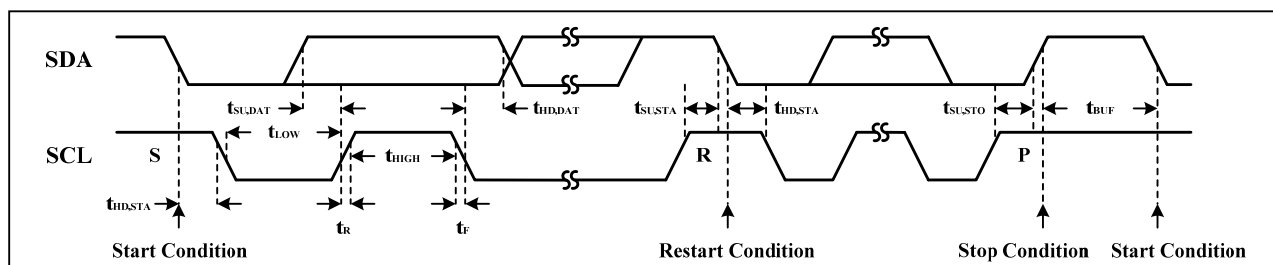 SDA
tSU,DAT
tHD,DAT
tSU,STA
tHD,STA
tSU,STO
tBUF
tLOW
SCL
S
tHIGH
R
P
tHD,STA
tR
tF
Start Condition
Restart Condition
Stop Condition
Start Condition